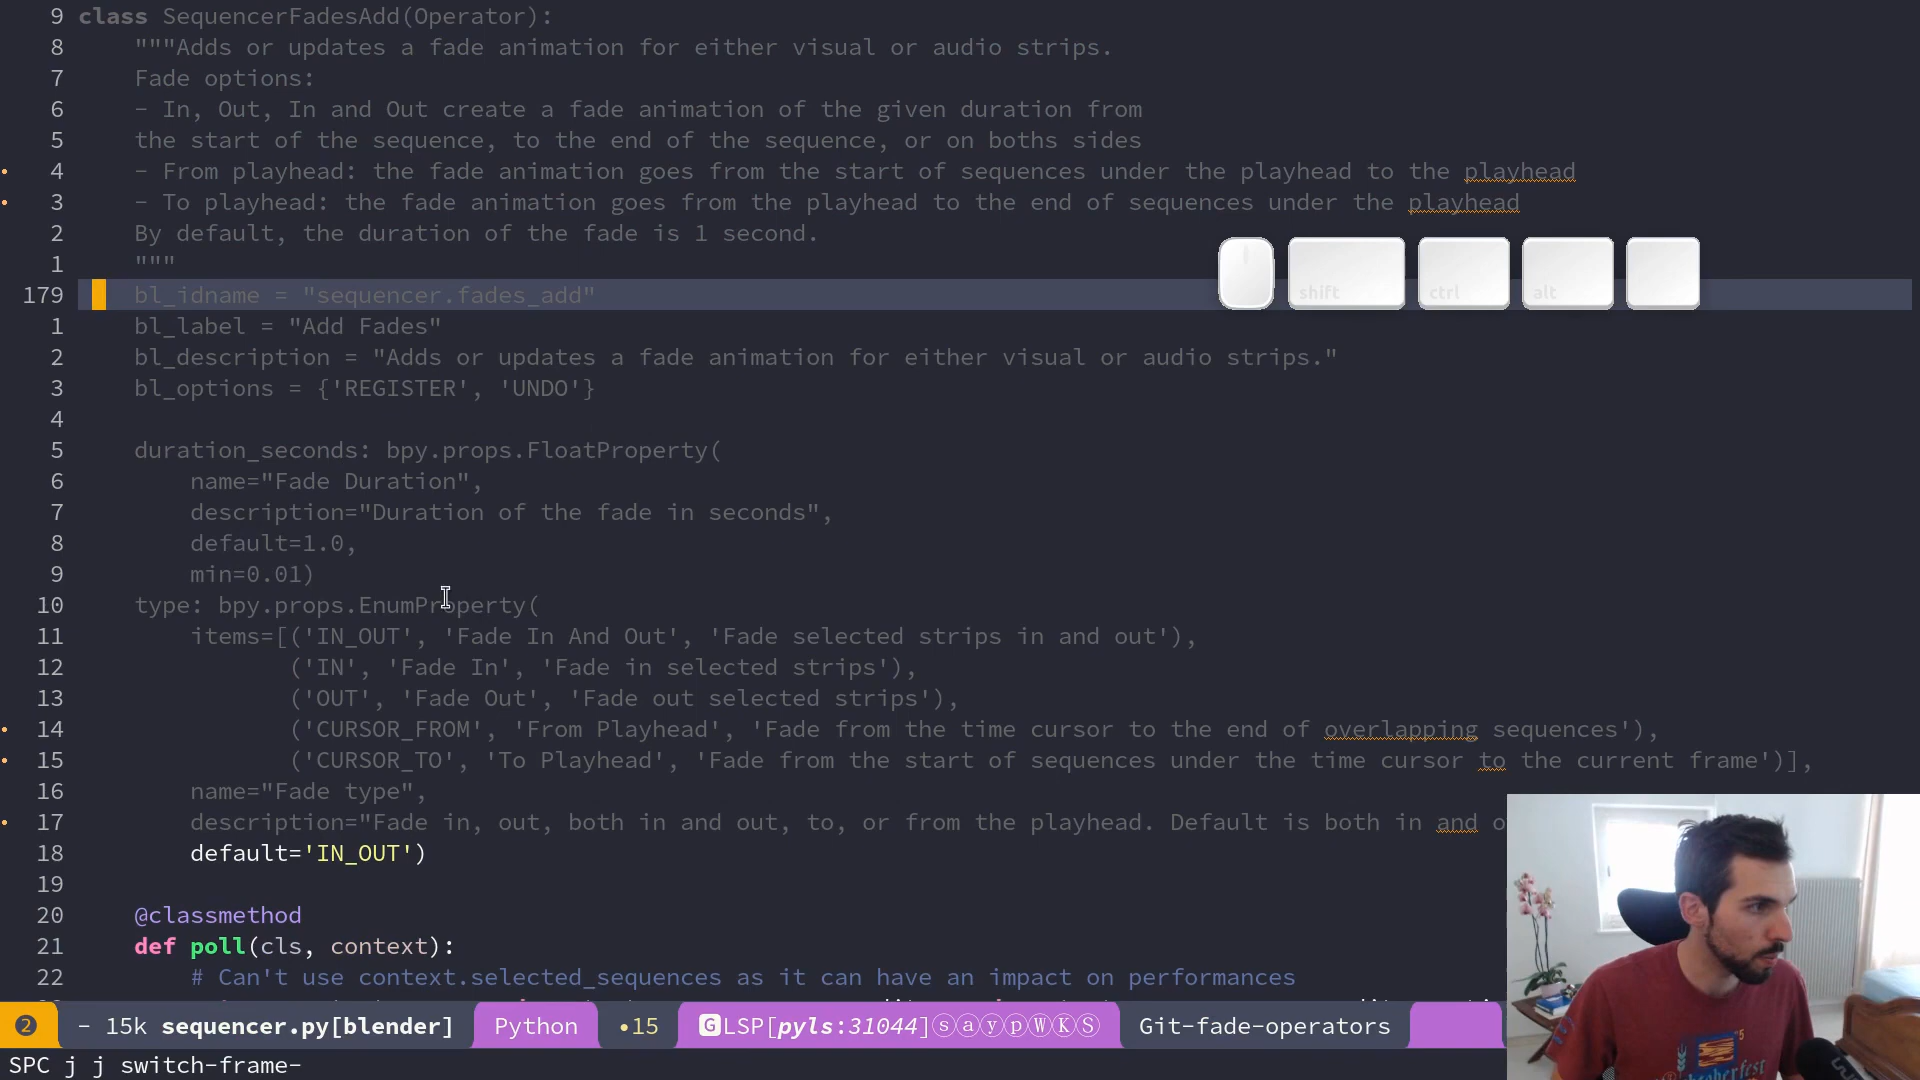 9 class SequencerFadesAdd(Operator):
8 """Adds or updates a fade animation for either visual or audio strips.
7 Fade options:
6 - In, Out, In and Out create a fade animation of the given duration from
5 the start of the sequence, to the end of the sequence, or on boths sides
4 - From playhead: the fade animation goes from the start of sequences under the playhead to the playhead
3 - To playhead: the fade animation goes from the playhead to the end of sequences under the playhead
2 By default, the duration of the fade is 1 second.
1 """
shift ctrl alt
179 bl_idname = "sequencer.fades_add"
1 bl_label = "Add Fades"
2 bl_description = "Adds or updates a fade animation for either visual or audio strips."
3 bl_options = {'REGISTER', 'UNDO'}
4
5 duration_seconds: bpy.props.FloatProperty(
6 name="Fade Duration",
7 description="Duration of the fade in seconds",
8 default=1.0,
9 min=0.01)
10 type: bpy.props.EnumProperty(
11 items=[('IN_OUT', 'Fade In And Out', 'Fade selected strips in and out'),
12 ('IN', 'Fade In', 'Fade in selected strips'),
13 ('OUT', 'Fade Out', 'Fade out selected strips'),
14 ('CURSOR_FROM', 'From Playhead', 'Fade from the time cursor to the end of overlapping sequences'),
15 ('CURSOR_TO', 'To Playhead', 'Fade from the start of sequences under the time cursor to the current frame')],
16 name="Fade type",
17 description="Fade in, out, both in and out, to, or from the playhead. Default is both in and o
18 default='IN_OUT')
19
20 @classmethod
21 def poll(cls, context):
22 # Can't use context.selected_sequences as it can have an impact on performances
❷ - 15k sequencer.py[blender] Python •15 GLSP[pyls:31044]ⓢⓐⓨⓟⓌⓀⓈ Git-fade-operators
SPC j j switch-frame-